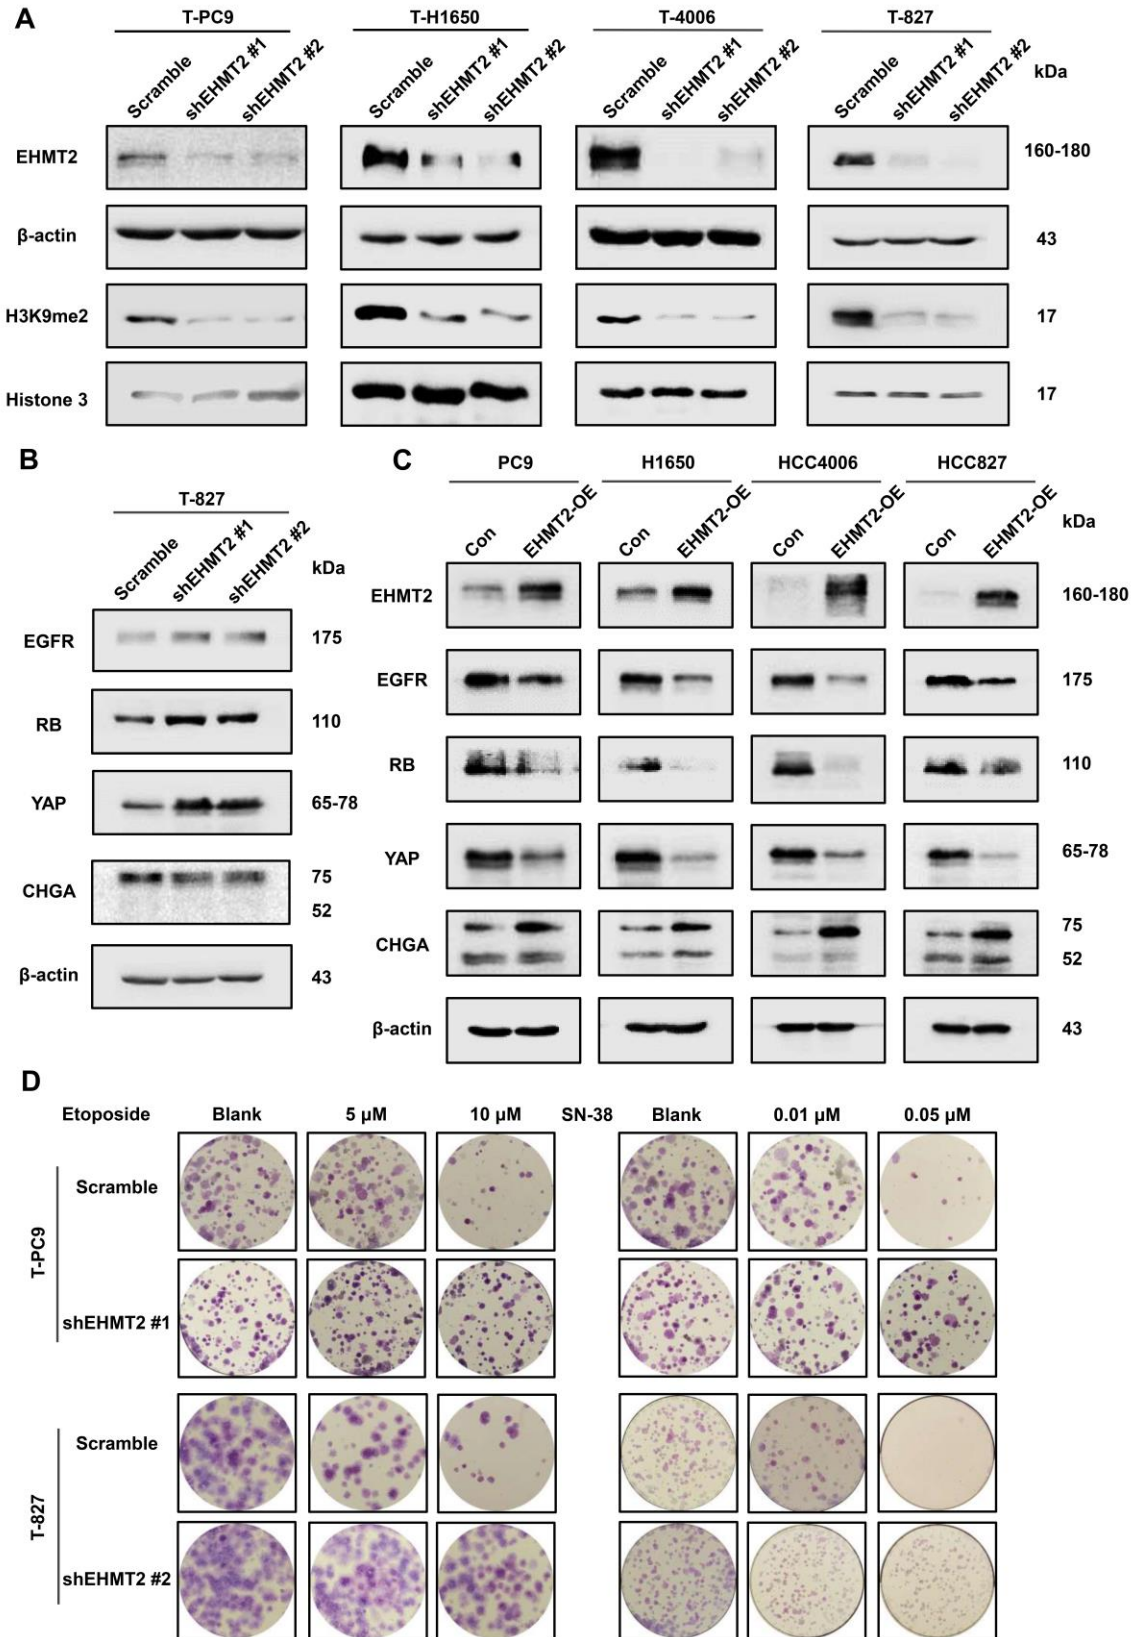 A
T-PC9 T-H1650 T-4006 T-827
Scramble shEHMT2 #1 shEHMT2 #2 Scramble shEHMT2 #1 shEHMT2 #2 Scramble shEHMT2 #1 shEHMT2 #2 Scramble shEHMT2 #1 shEHMT2 #2 kDa
EHMT2 160-180
β-actin 43
H3K9me2 17
Histone 3 17
B
T-827
Scramble shEHMT2 #1 shEHMT2 #2 kDa
EGFR 175
RB 110
YAP 65-78
CHGA 75
52
β-actin 43
C
PC9 H1650 HCC4006 HCC827
Con EHMT2-OE Con EHMT2-OE Con EHMT2-OE Con EHMT2-OE kDa
EHMT2 160-180
EGFR 175
RB 110
YAP 65-78
CHGA 75
52
β-actin 43
D
Etoposide Blank 5 μM 10 μM SN-38 Blank 0.01 μM 0.05 μM
T-PC9
Scramble
shEHMT2 #1
T-827
Scramble
shEHMT2 #2